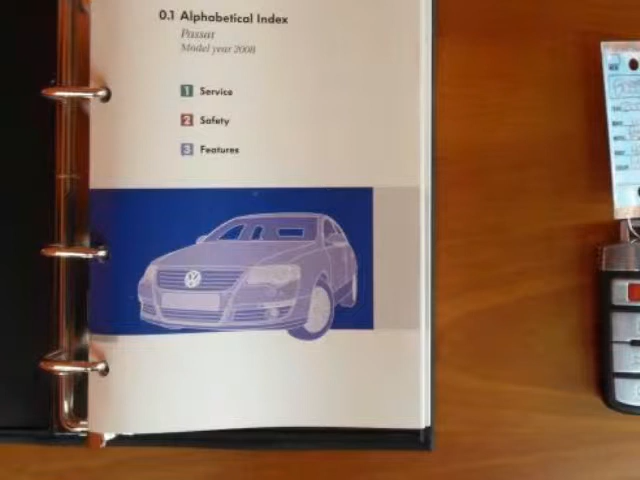 0.1 Alphabetical Index
Passat
Model year 2008
1 Service
2 Safety
3 Features